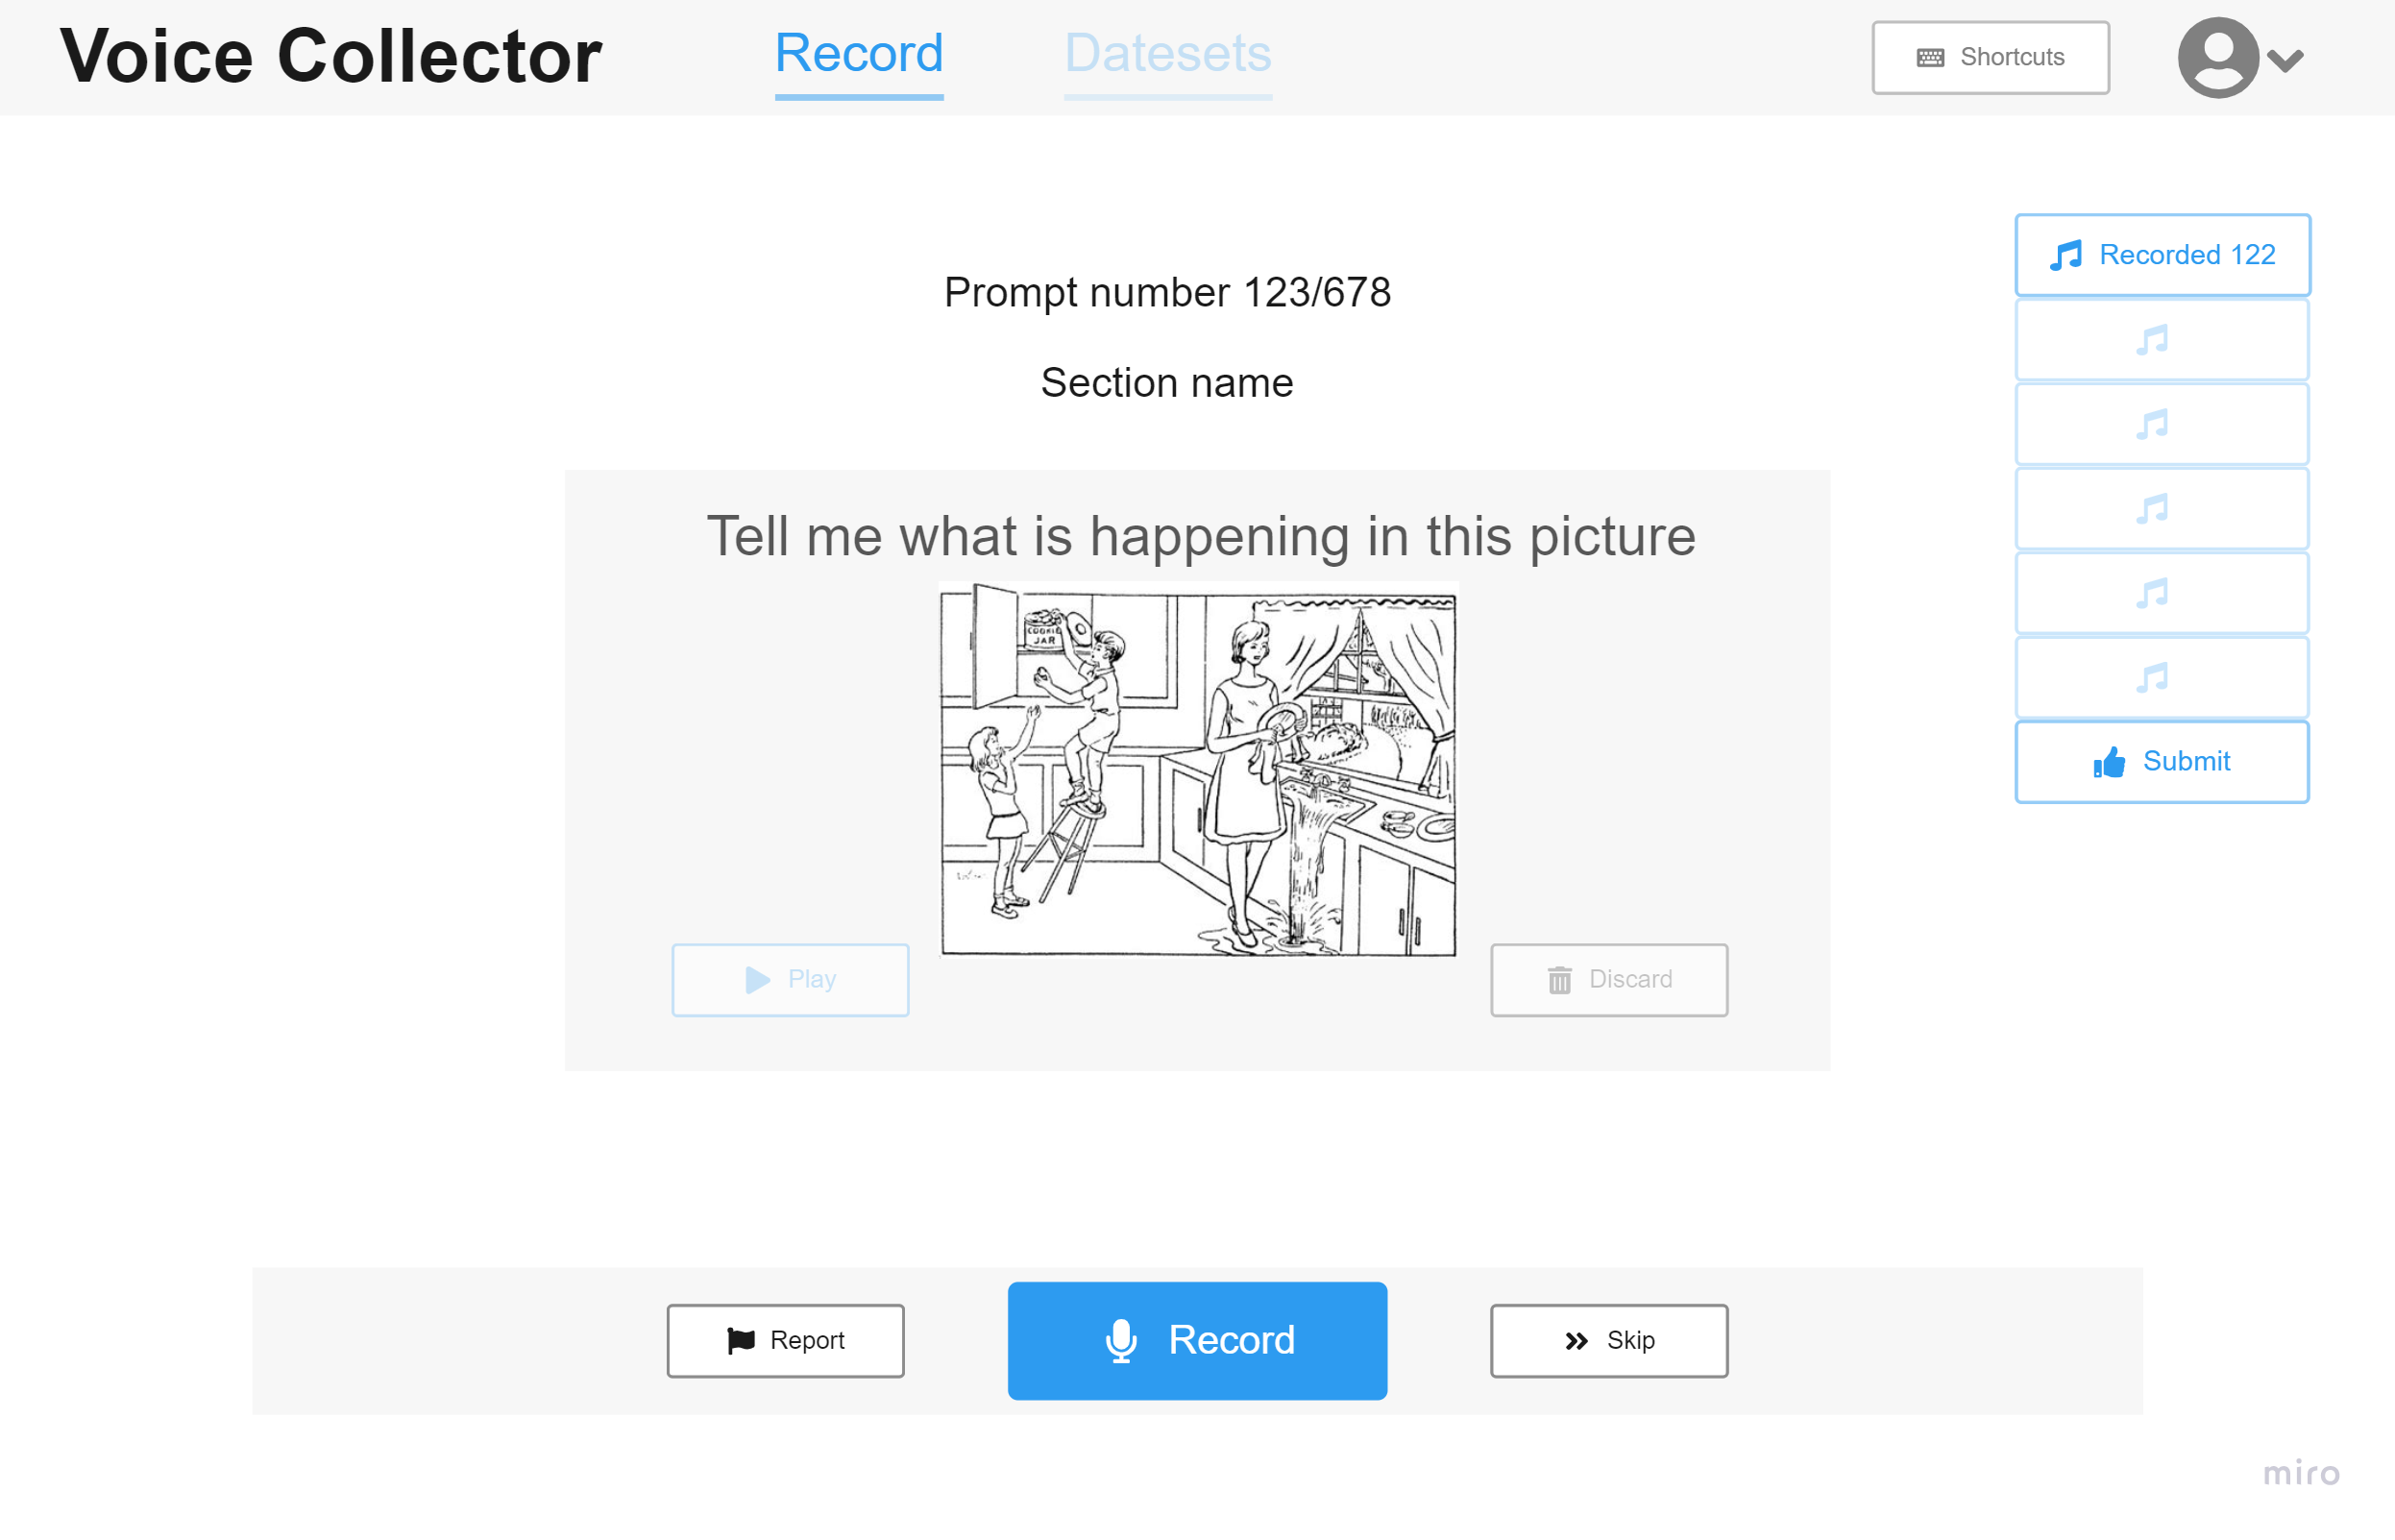 Voice Collector
Record
Datesets
Shortcuts
Prompt number 123/678
Section name
Recorded 122
Tell me what is happening in this picture
COOKIE
JAR
Submit
Play
Discard
Report
Record
Skip
miro